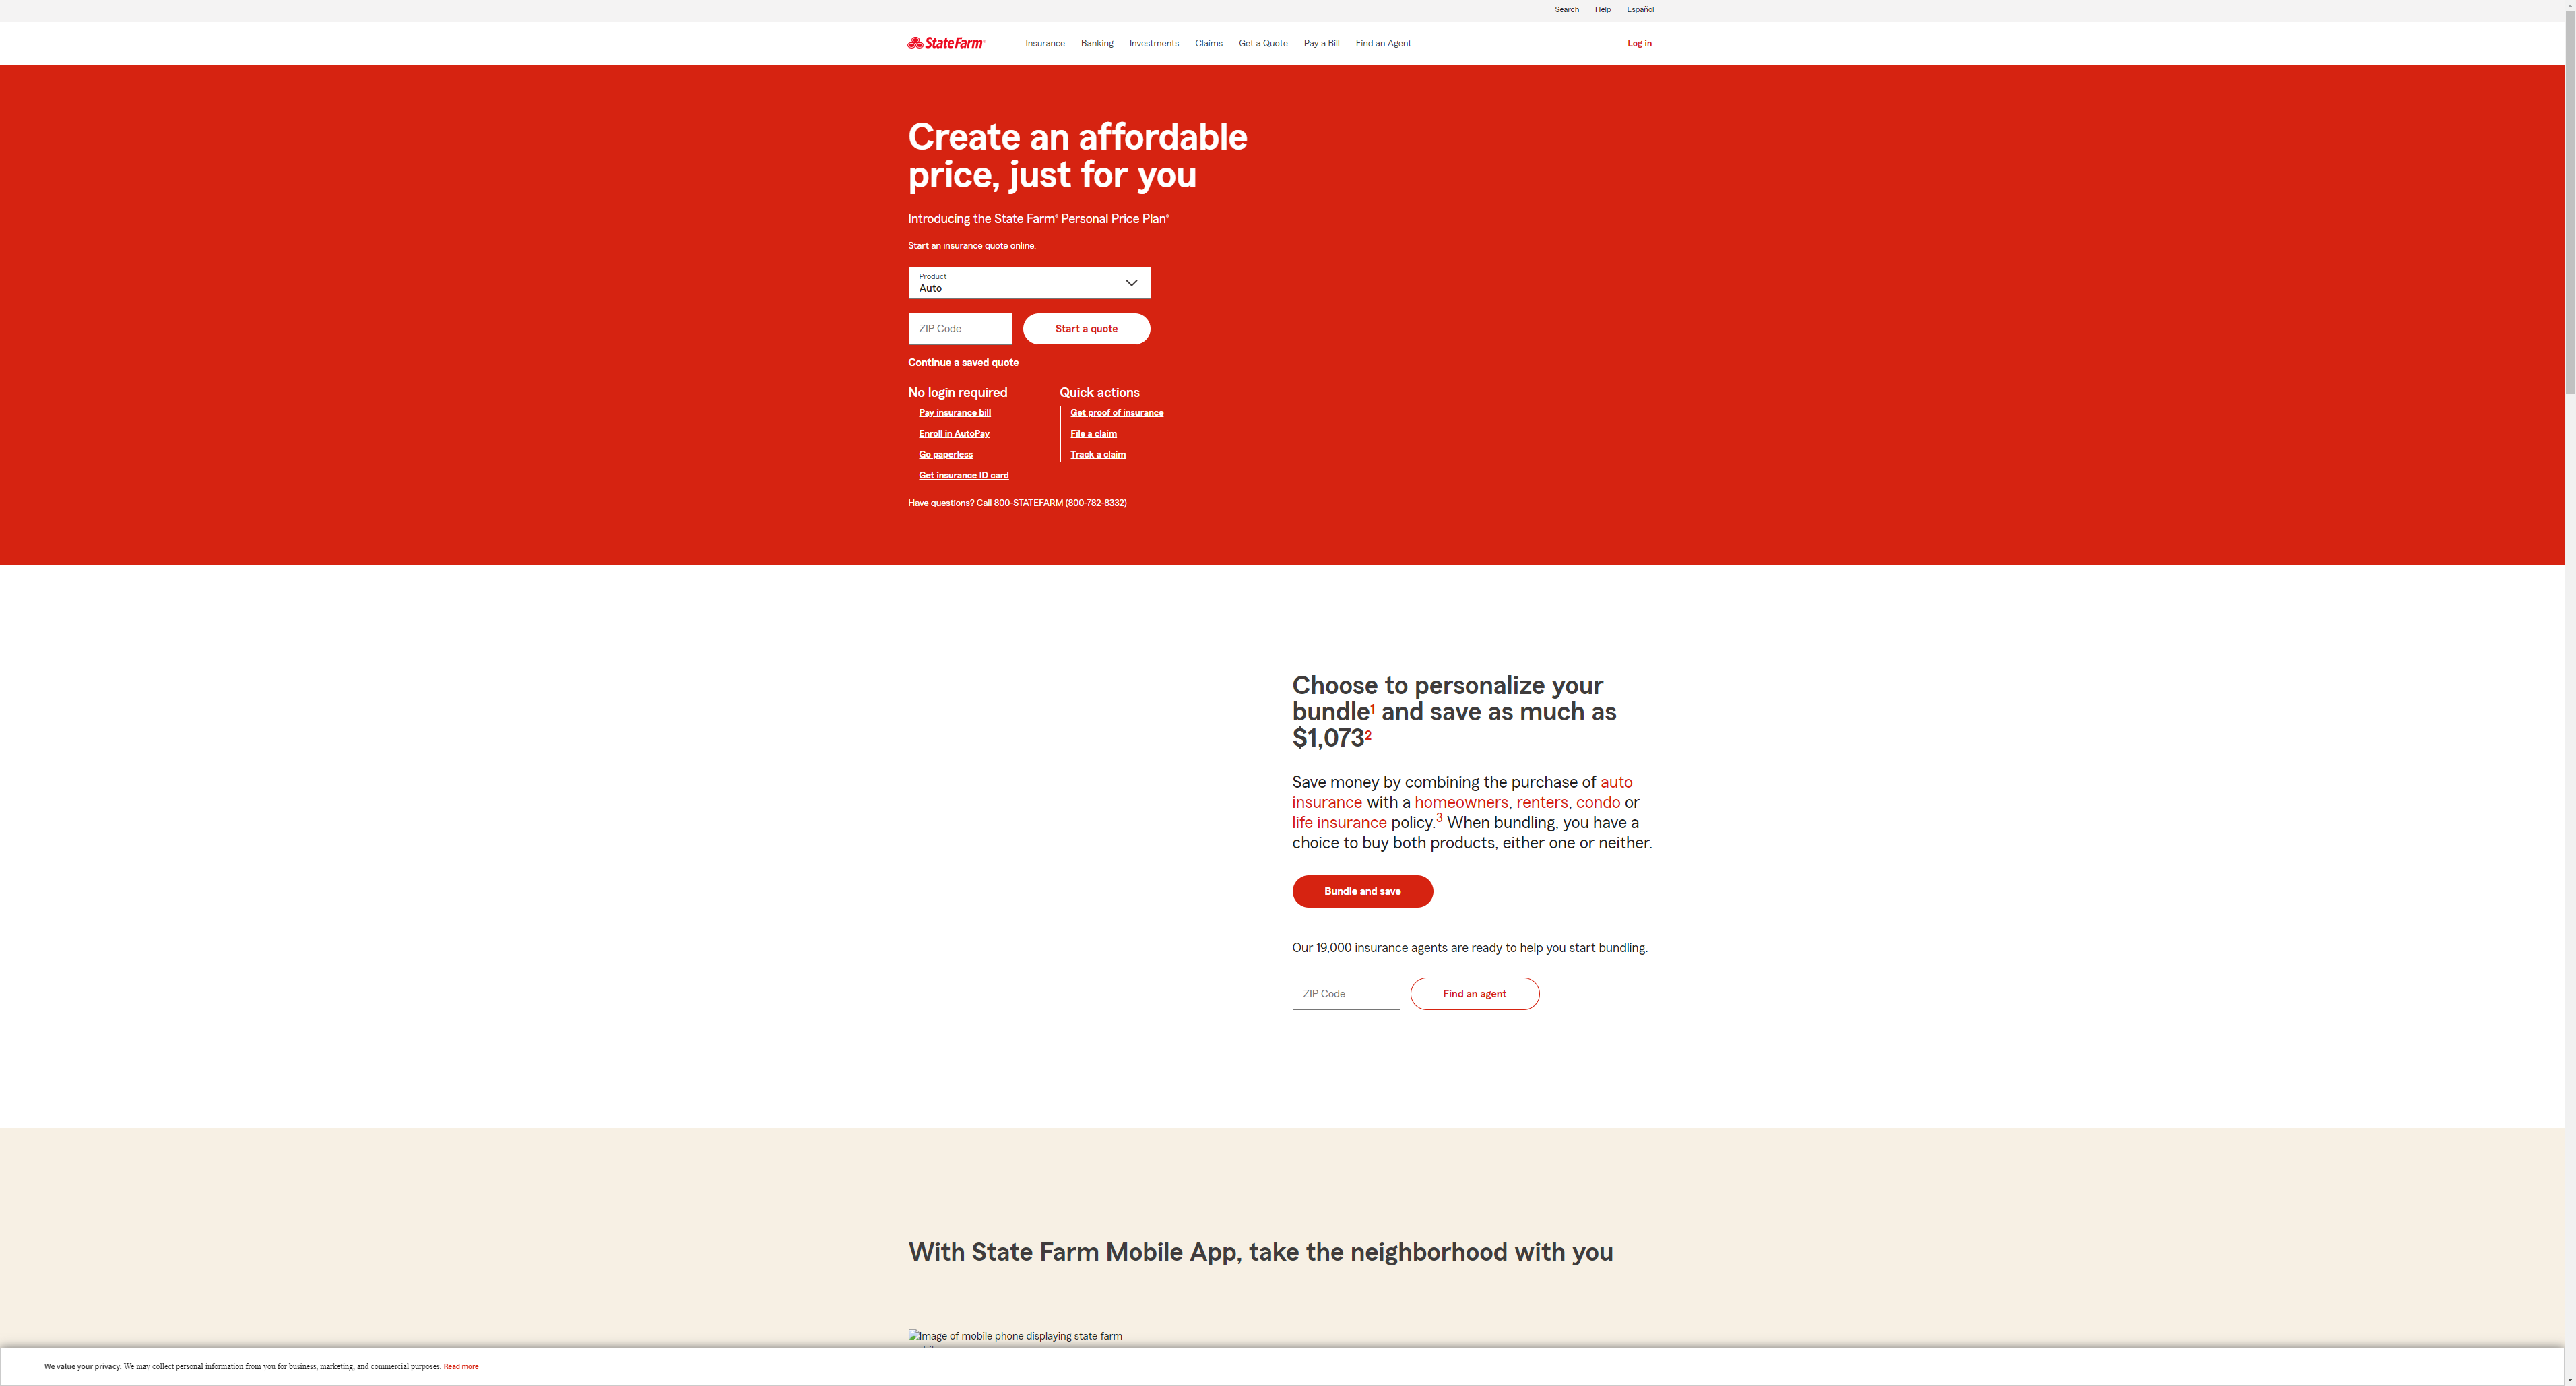 Search Help Español
StateFarm®
Insurance Banking Investments Claims Get a Quote Pay a Bill Find an Agent Log in
Create an affordable
price, just for you
Introducing the State Farm® Personal Price Plan®
Start an insurance quote online.
Product
Auto
ZIP Code
Start a quote
Continue a saved quote
No login required
Pay insurance bill
Enroll in AutoPay
Go paperless
Get insurance ID card
Quick actions
Get proof of insurance
File a claim
Track a claim
Have questions? Call 800-STATEFARM (800-782-8332)
Choose to personalize your
bundle1 and save as much as
$1,0732
Save money by combining the purchase of auto
insurance with a homeowners, renters, condo or
life insurance policy.3 When bundling, you have a
choice to buy both products, either one or neither.
Bundle and save
Our 19,000 insurance agents are ready to help you start bundling.
ZIP Code
Find an agent
With State Farm Mobile App, take the neighborhood with you
Image of mobile phone displaying state farm
We value your privacy. We may collect personal information from you for business, marketing, and commercial purposes. Read more